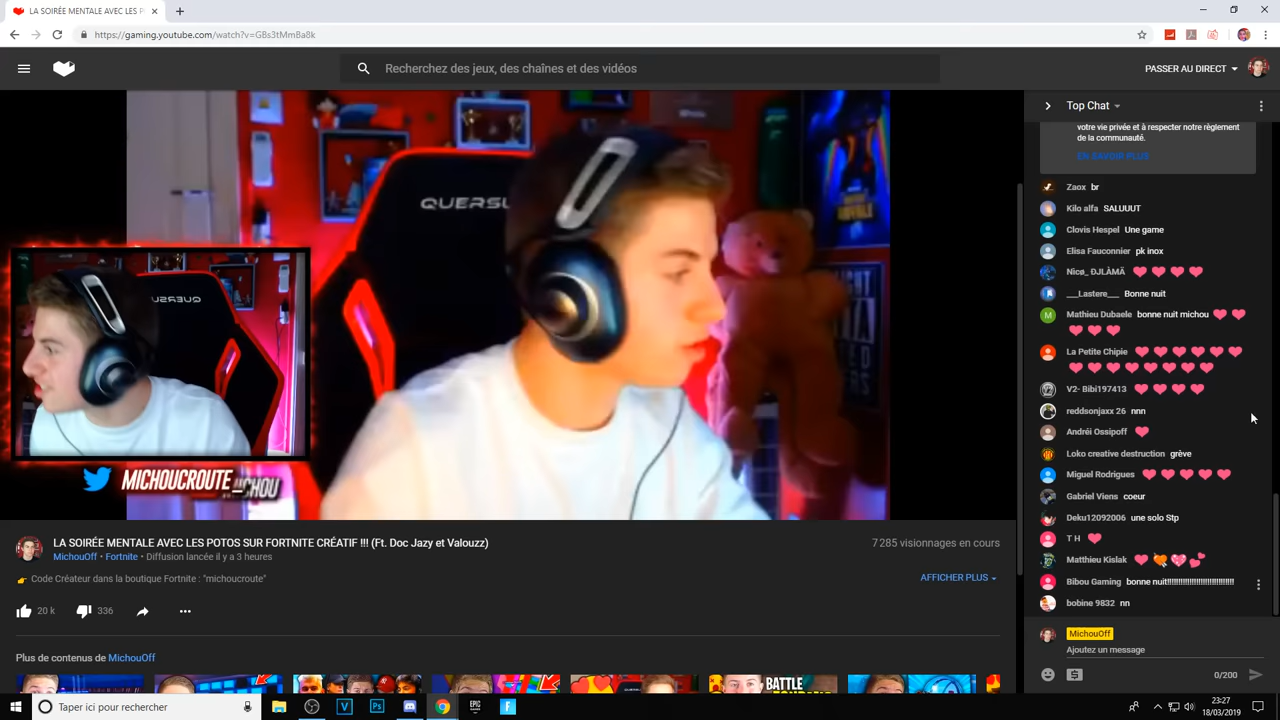 LA SOIRÉE MENTALE AVEC LES P
https://gaming.youtube.com/watch?v=GBs3tMmBa8k
Recherchez des jeux, des chaînes et des vidéos
PASSER AU DIRECT
Top Chat
votre vie privée et à respecter notre règlement
de la communauté.
EN SAVOIR PLUS
Zaox br
Kilo alfa SALUUUT
Clovis Hespel Une game
Elisa Fauconnier pk inox
Nicø_ ĐJLÀMÄ
___Lastere___ Bonne nuit
Mathieu Dubaele bonne nuit michou
La Petite Chipie
V2- Bibi197413
reddsonjaxx 26 nnn
Andréi Ossipoff
Loko creative destruction grève
Miguel Rodrigues
Gabriel Viens coeur
Deku12092006 une solo Stp
T H
Matthieu Kislak
Bibou Gaming bonne nuit!!!!!!!!!!!!!!!!!!!!!!!!!!!!!!
bobine 9832 nn
MichouOff
Ajoutez un message
0/200
QUERSU
MICHOUCROUTE
LA SOIRÉE MENTALE AVEC LES POTOS SUR FORTNITE CRÉATIF !!! (Ft. Doc Jazy et Valouzz)
7 285 visionnages en cours
MichouOff • Fortnite • Diffusion lancée il y a 3 heures
Code Créateur dans la boutique Fortnite : "michoucroute"
AFFICHER PLUS
20 k
336
Plus de contenus de MichouOff
BATTLE
Taper ici pour rechercher
EPIC
GAMES
23:27
18/03/2019